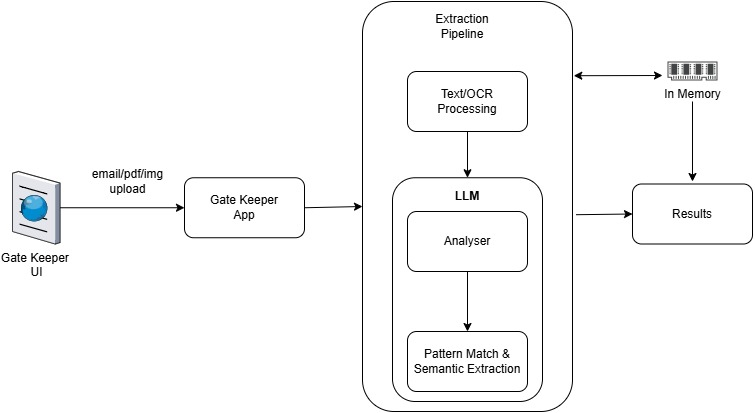 Extraction
Pipeline
Text/OCR
Processing
In Memory
email/pdf/img
upload
LLM
Gate Keeper
App
Results
Analyser
Gate Keeper
UI
Pattern Match &
Semantic Extraction